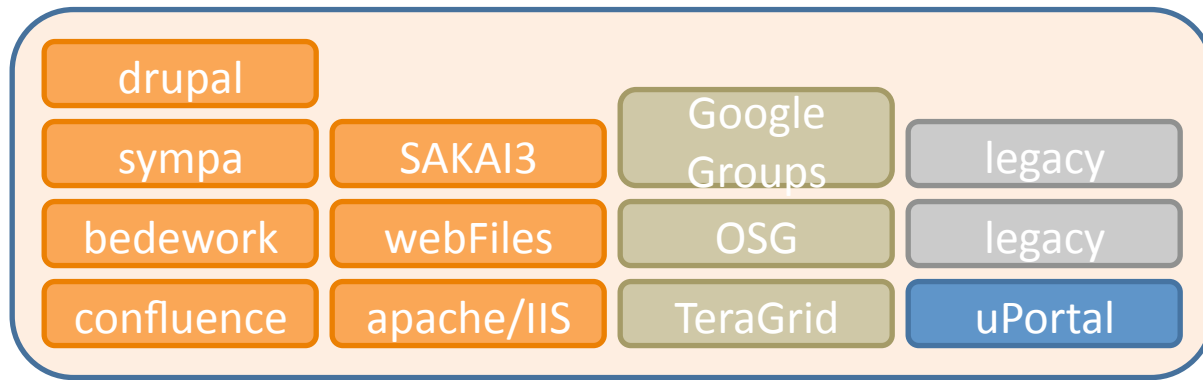 drupal
sympa
bedework
confluence
SAKAI3
webFiles
apache/IIS
Google
Groups
OSG
TeraGrid
legacy
legacy
uPortal